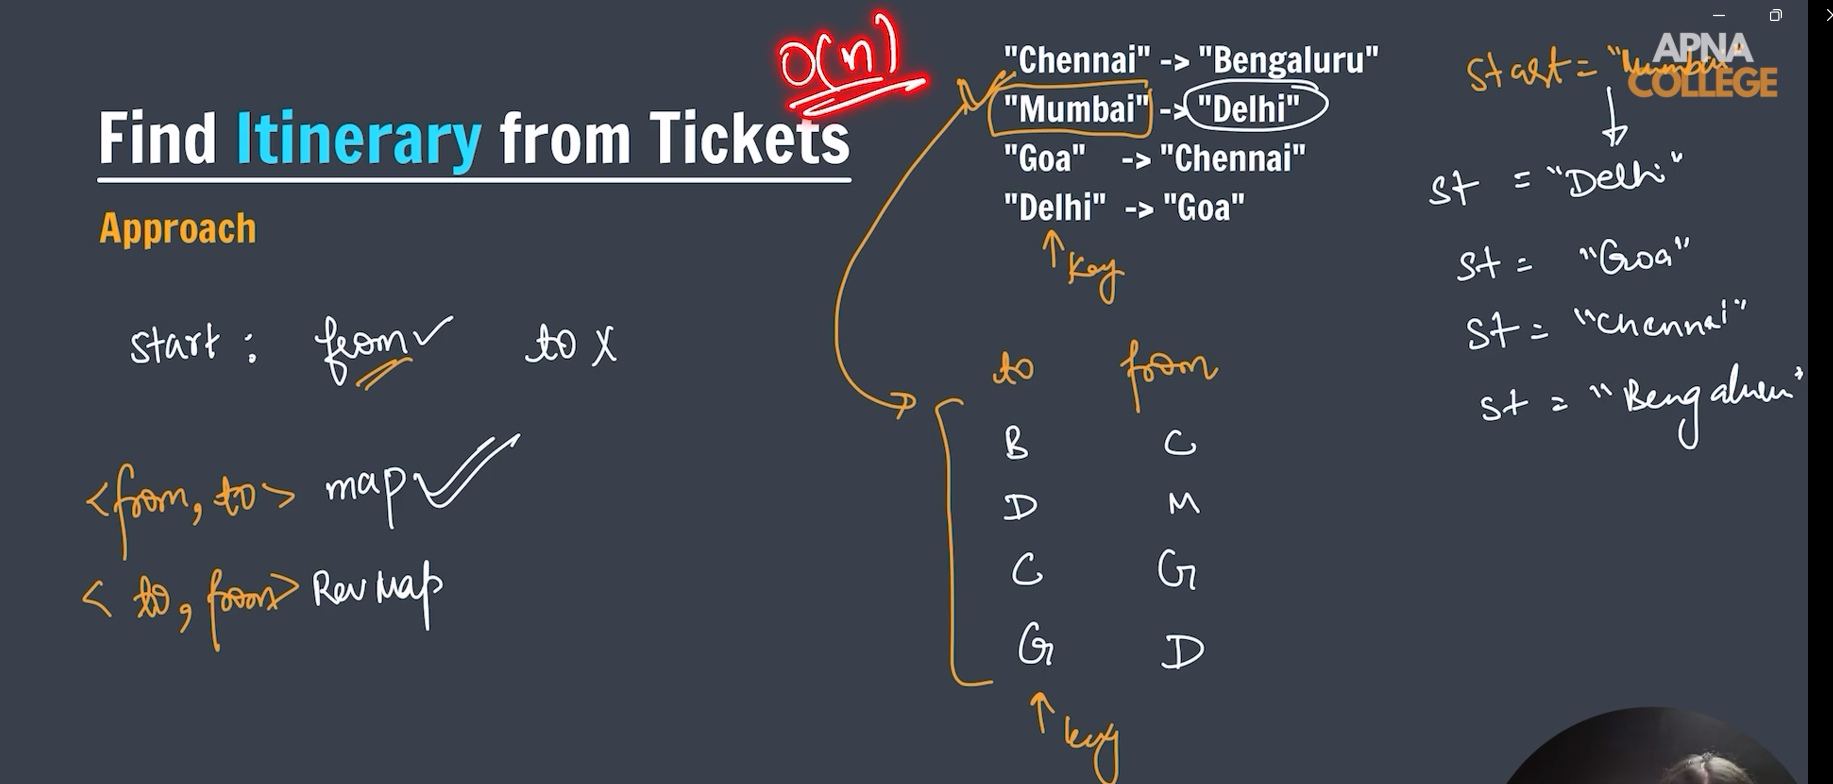 O(n)
Find Itinerary from Tickets
Approach
start : from ✓ to X
<from, to> map ✓
<to, from> Rev Map
"Chennai" -> "Bengaluru"
"Mumbai" -> "Delhi"
"Goa" -> "Chennai"
"Delhi" -> "Goa"
↑ key
to from
B C
D M
C G
G D
↑ key
APNA
COLLEGE
start = "Mumbai"
↓
st = "Delhi"
st = "Goa"
st = "Chennai"
st = "Bengaluru"